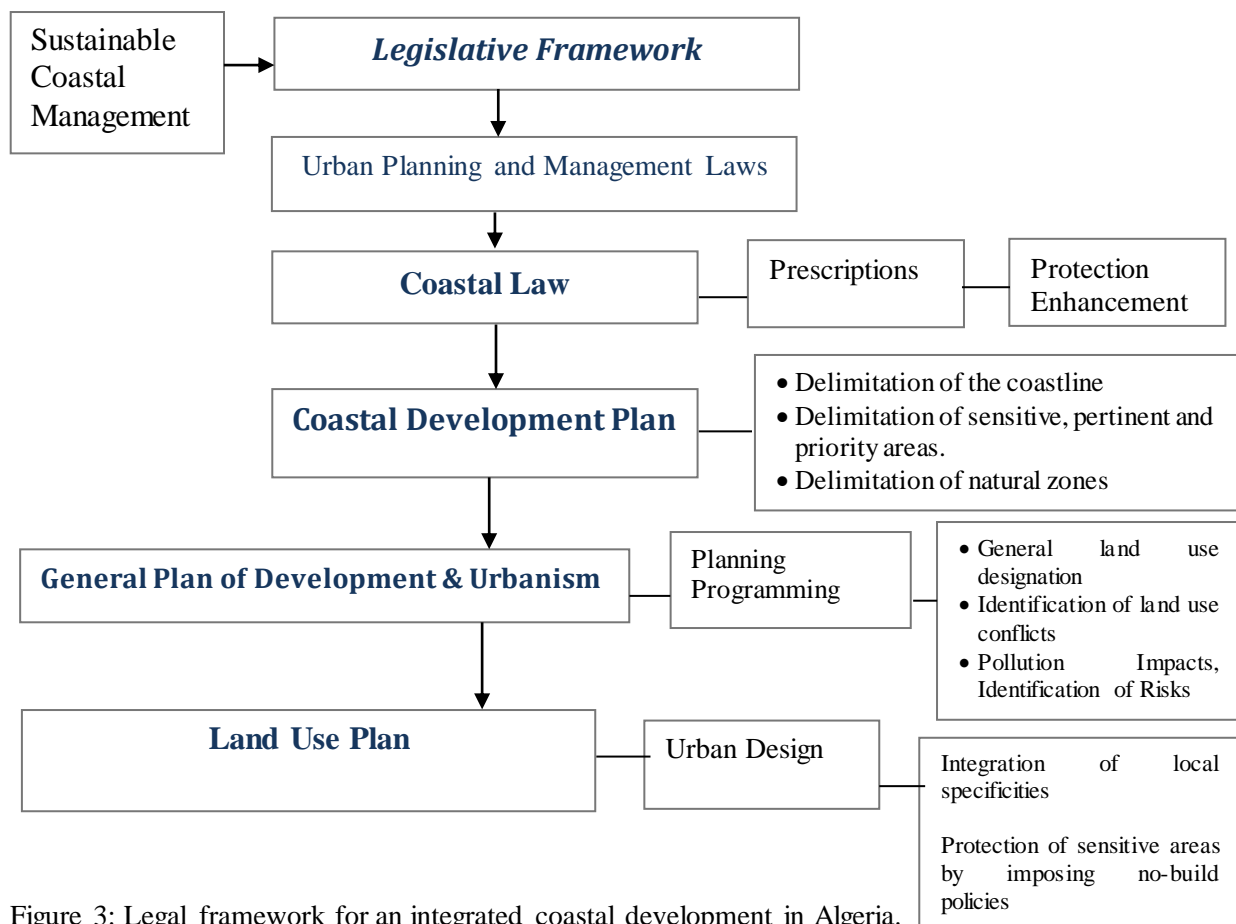 Sustainable
Coastal
Management
Legislative Framework
Urban Planning and Management Laws
Coastal Law
Prescriptions
Protection
Enhancement
Coastal Development Plan
• Delimitation of the coastline
• Delimitation of sensitive, pertinent and
priority areas.
• Delimitation of natural zones
General Plan of Development & Urbanism
Planning
Programming
• General land use
designation
• Identification of land use
conflicts
• Pollution Impacts,
Identification of Risks
Land Use Plan
Urban Design
Integration of local
specificities
Protection of sensitive areas
by imposing no-build
policies
Figure 3: Legal framework for an integrated coastal development in Algeria.